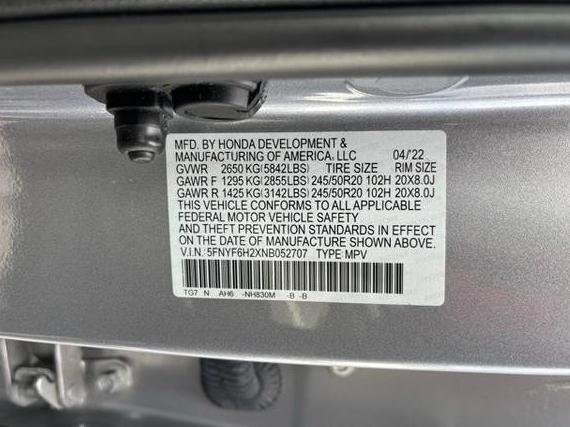 MFD. BY HONDA DEVELOPMENT &
MANUFACTURING OF AMERICA, LLC 04/'22
GVWR 2650 KG(5842LBS) TIRE SIZE RIM SIZE
GAWR F 1295 KG(2855LBS) 245/50R20 102H 20X8.0J
GAWR R 1425 KG(3142LBS) 245/50R20 102H 20X8.0J
THIS VEHICLE CONFORMS TO ALL APPLICABLE
FEDERAL MOTOR VEHICLE SAFETY
AND THEFT PREVENTION STANDARDS IN EFFECT
ON THE DATE OF MANUFACTURE SHOWN ABOVE.
V.I.N.: 5FNYF6H2XNB052707 TYPE:MPV
TG7 N AH6 -NH830M -B -B